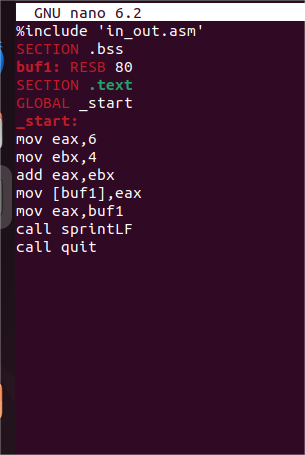 GNU nano 6.2
%include 'in_out.asm'
SECTION .bss
buf1: RESB 80
SECTION .text
GLOBAL _start
_start:
mov eax,6
mov ebx,4
add eax,ebx
mov [buf1],eax
mov eax,buf1
call sprintLF
call quit